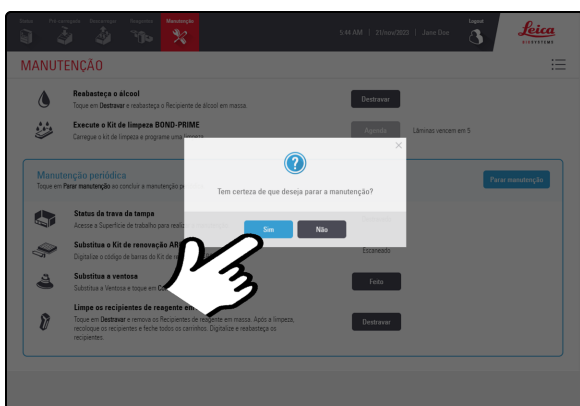 Status
Pré-carregado
Descarregar
Reagentes
Manutenção
5:44 AM | 21/nov/2023 | Jane Doe
Logout
Leica
BIOSYSTEMS
MANUTENÇÃO
Reabasteça o álcool
Toque em Destravar e reabasteça o Recipiente de álcool em massa.
Destravar
Execute o Kit de limpeza BOND-PRIME
Carregue o kit de limpeza e programe uma limpeza.
Agenda
Lâminas vencem em 5
Manutenção periódica
Toque em Parar manutenção ao concluir a manutenção
Parar manutenção
Tem certeza de que deseja parar a manutenção?
Sim
Não
Status da trava da tampa
Acesse a Superfície de trabalho para
Substitua o Kit de renovação ARC
Digitalize o código de barras do Kit de
Escaneado
Substitua a ventosa
Substitua a Ventosa e toque em
Feito
Limpe os recipientes de reagente em
Toque em Destravar e remova os Recipientes de reagente em massa. Após a limpeza,
recoloque os recipientes e feche todos os carrinhos. Digitalize e reabasteça os
recipientes.
Destravar